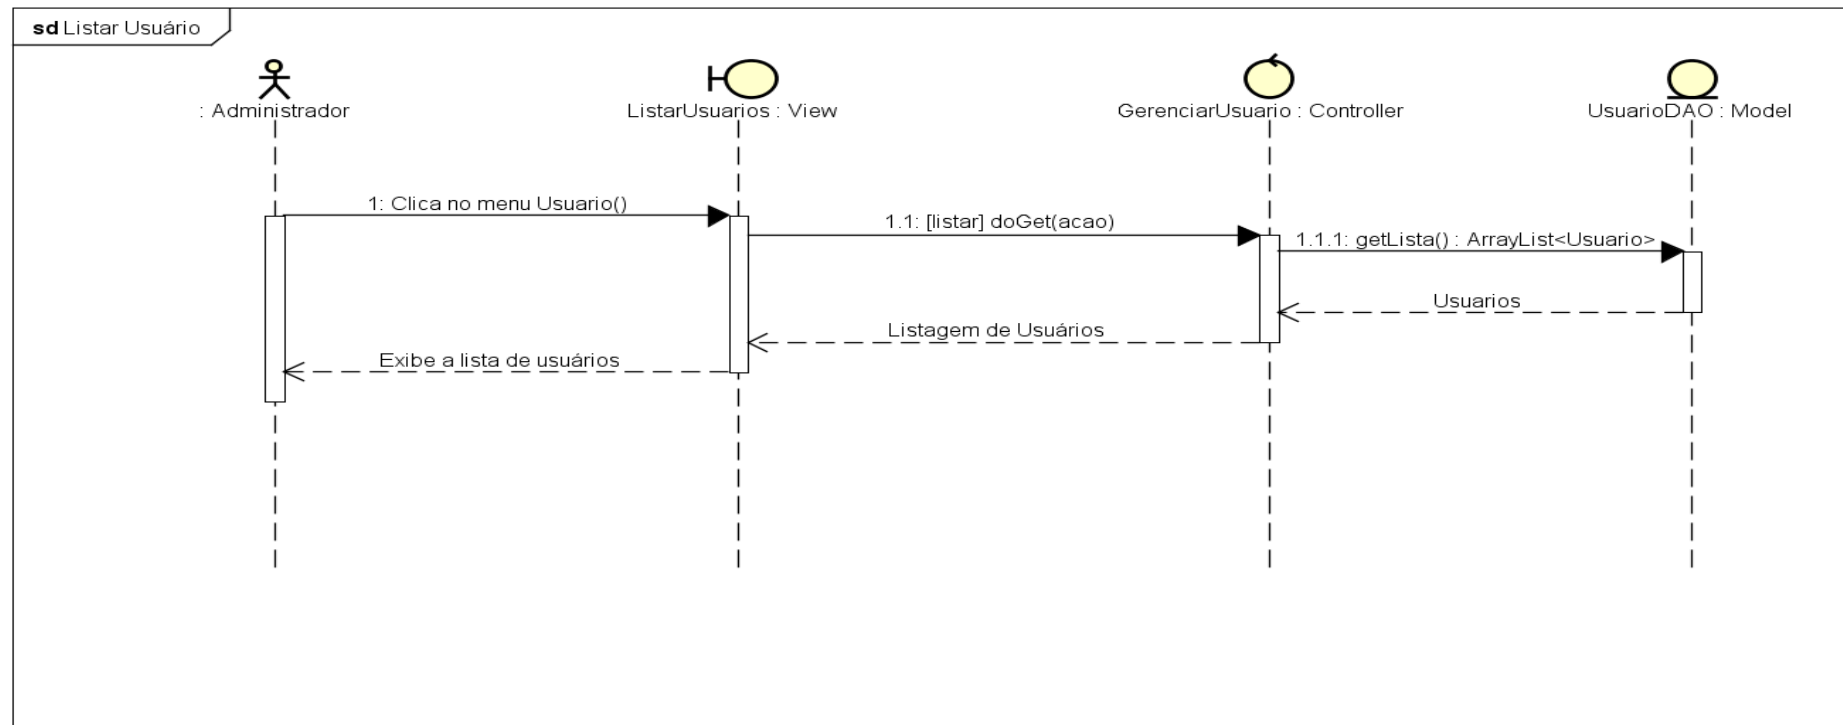 sd Listar Usuário
: Administrador
ListarUsuarios : View
GerenciarUsuario : Controller
UsuarioDAO : Model
1: Clica no menu Usuario()
1.1: [listar] doGet(acao)
1.1.1: getLista() : ArrayList<Usuario>
Usuarios
Listagem de Usuários
Exibe a lista de usuários